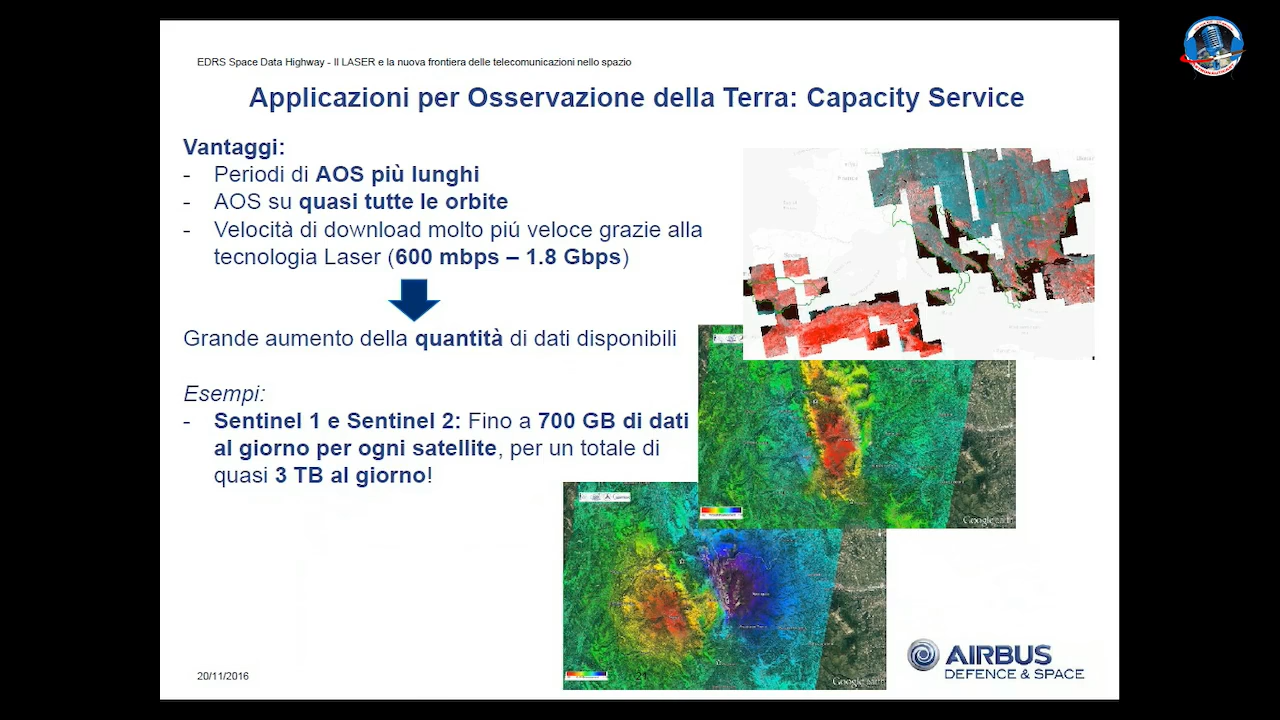 EDRS Space Data Highway - Il LASER e la nuova frontiera delle telecomunicazioni nello spazio
Applicazioni per Osservazione della Terra: Capacity Service
Vantaggi:
- Periodi di AOS più lunghi
- AOS su quasi tutte le orbite
- Velocità di download molto piú veloce grazie alla
tecnologia Laser (600 mbps – 1.8 Gbps)
Grande aumento della quantità di dati disponibili
Esempi:
- Sentinel 1 e Sentinel 2: Fino a 700 GB di dati
al giorno per ogni satellite, per un totale di
quasi 3 TB al giorno!
Google earth
Google earth
20/11/2016
21
AIRBUS
DEFENCE & SPACE